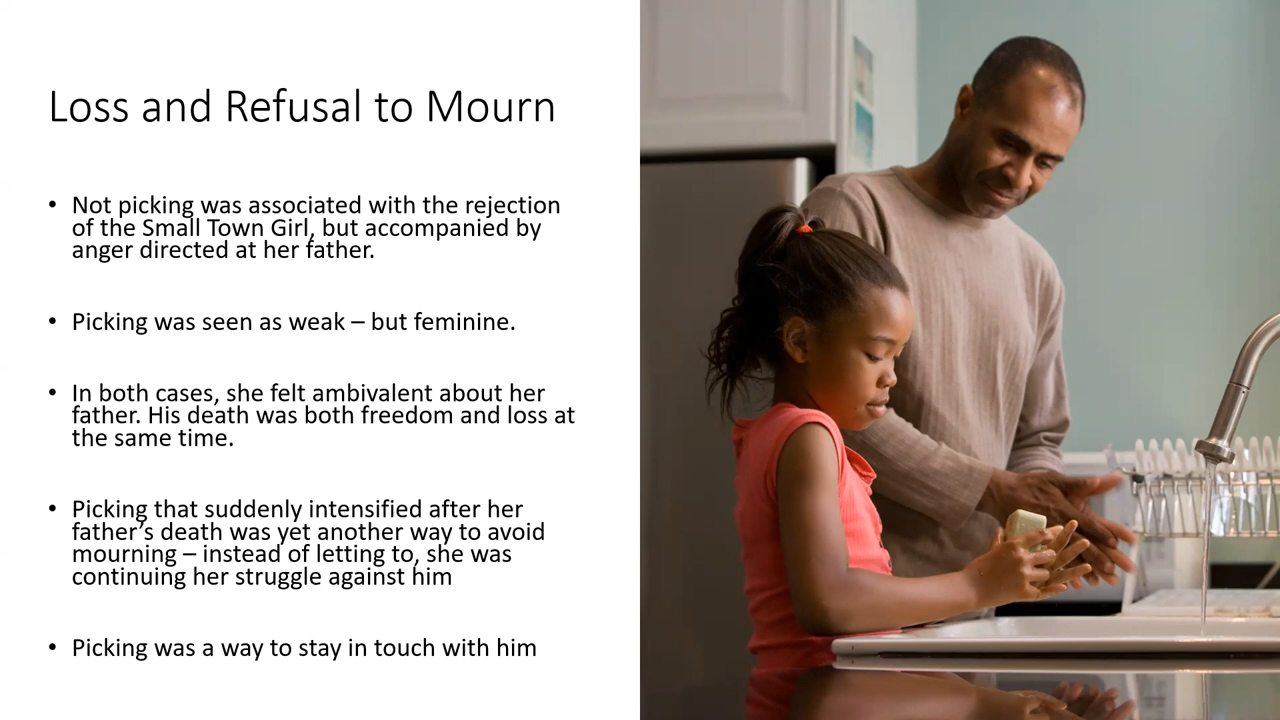 Loss and Refusal to Mourn
• Not picking was associated with the rejection
of the Small Town Girl, but accompanied by
anger directed at her father.
• Picking was seen as weak – but feminine.
• In both cases, she felt ambivalent about her
father. His death was both freedom and loss at
the same time.
• Picking that suddenly intensified after her
father’s death was yet another way to avoid
mourning – instead of letting to, she was
continuing her struggle against him
• Picking was a way to stay in touch with him